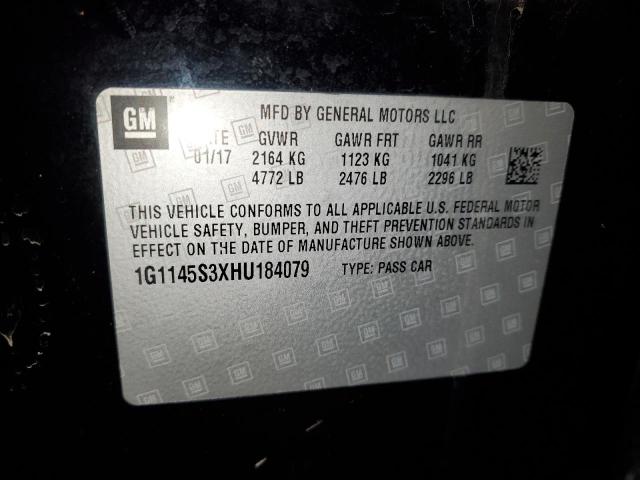 GM
MFD BY GENERAL MOTORS LLC
GVWR GAWR FRT GAWR RR
01/17 2164 KG 1123 KG 1041 KG
4772 LB 2476 LB 2296 LB
THIS VEHICLE CONFORMS TO ALL APPLICABLE U.S. FEDERAL MOTOR
VEHICLE SAFETY, BUMPER, AND THEFT PREVENTION STANDARDS IN
EFFECT ON THE DATE OF MANUFACTURE SHOWN ABOVE.
1G1145S3XHU184079 TYPE: PASS CAR